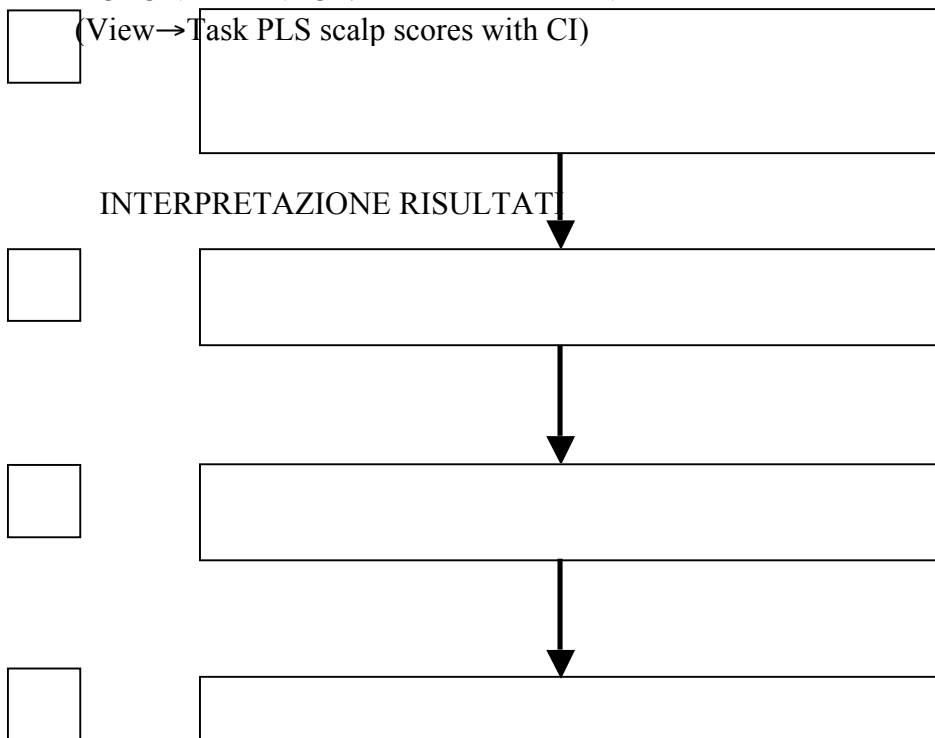 (View→Task PLS scalp scores with CI)
INTERPRETAZIONE RISULTATI